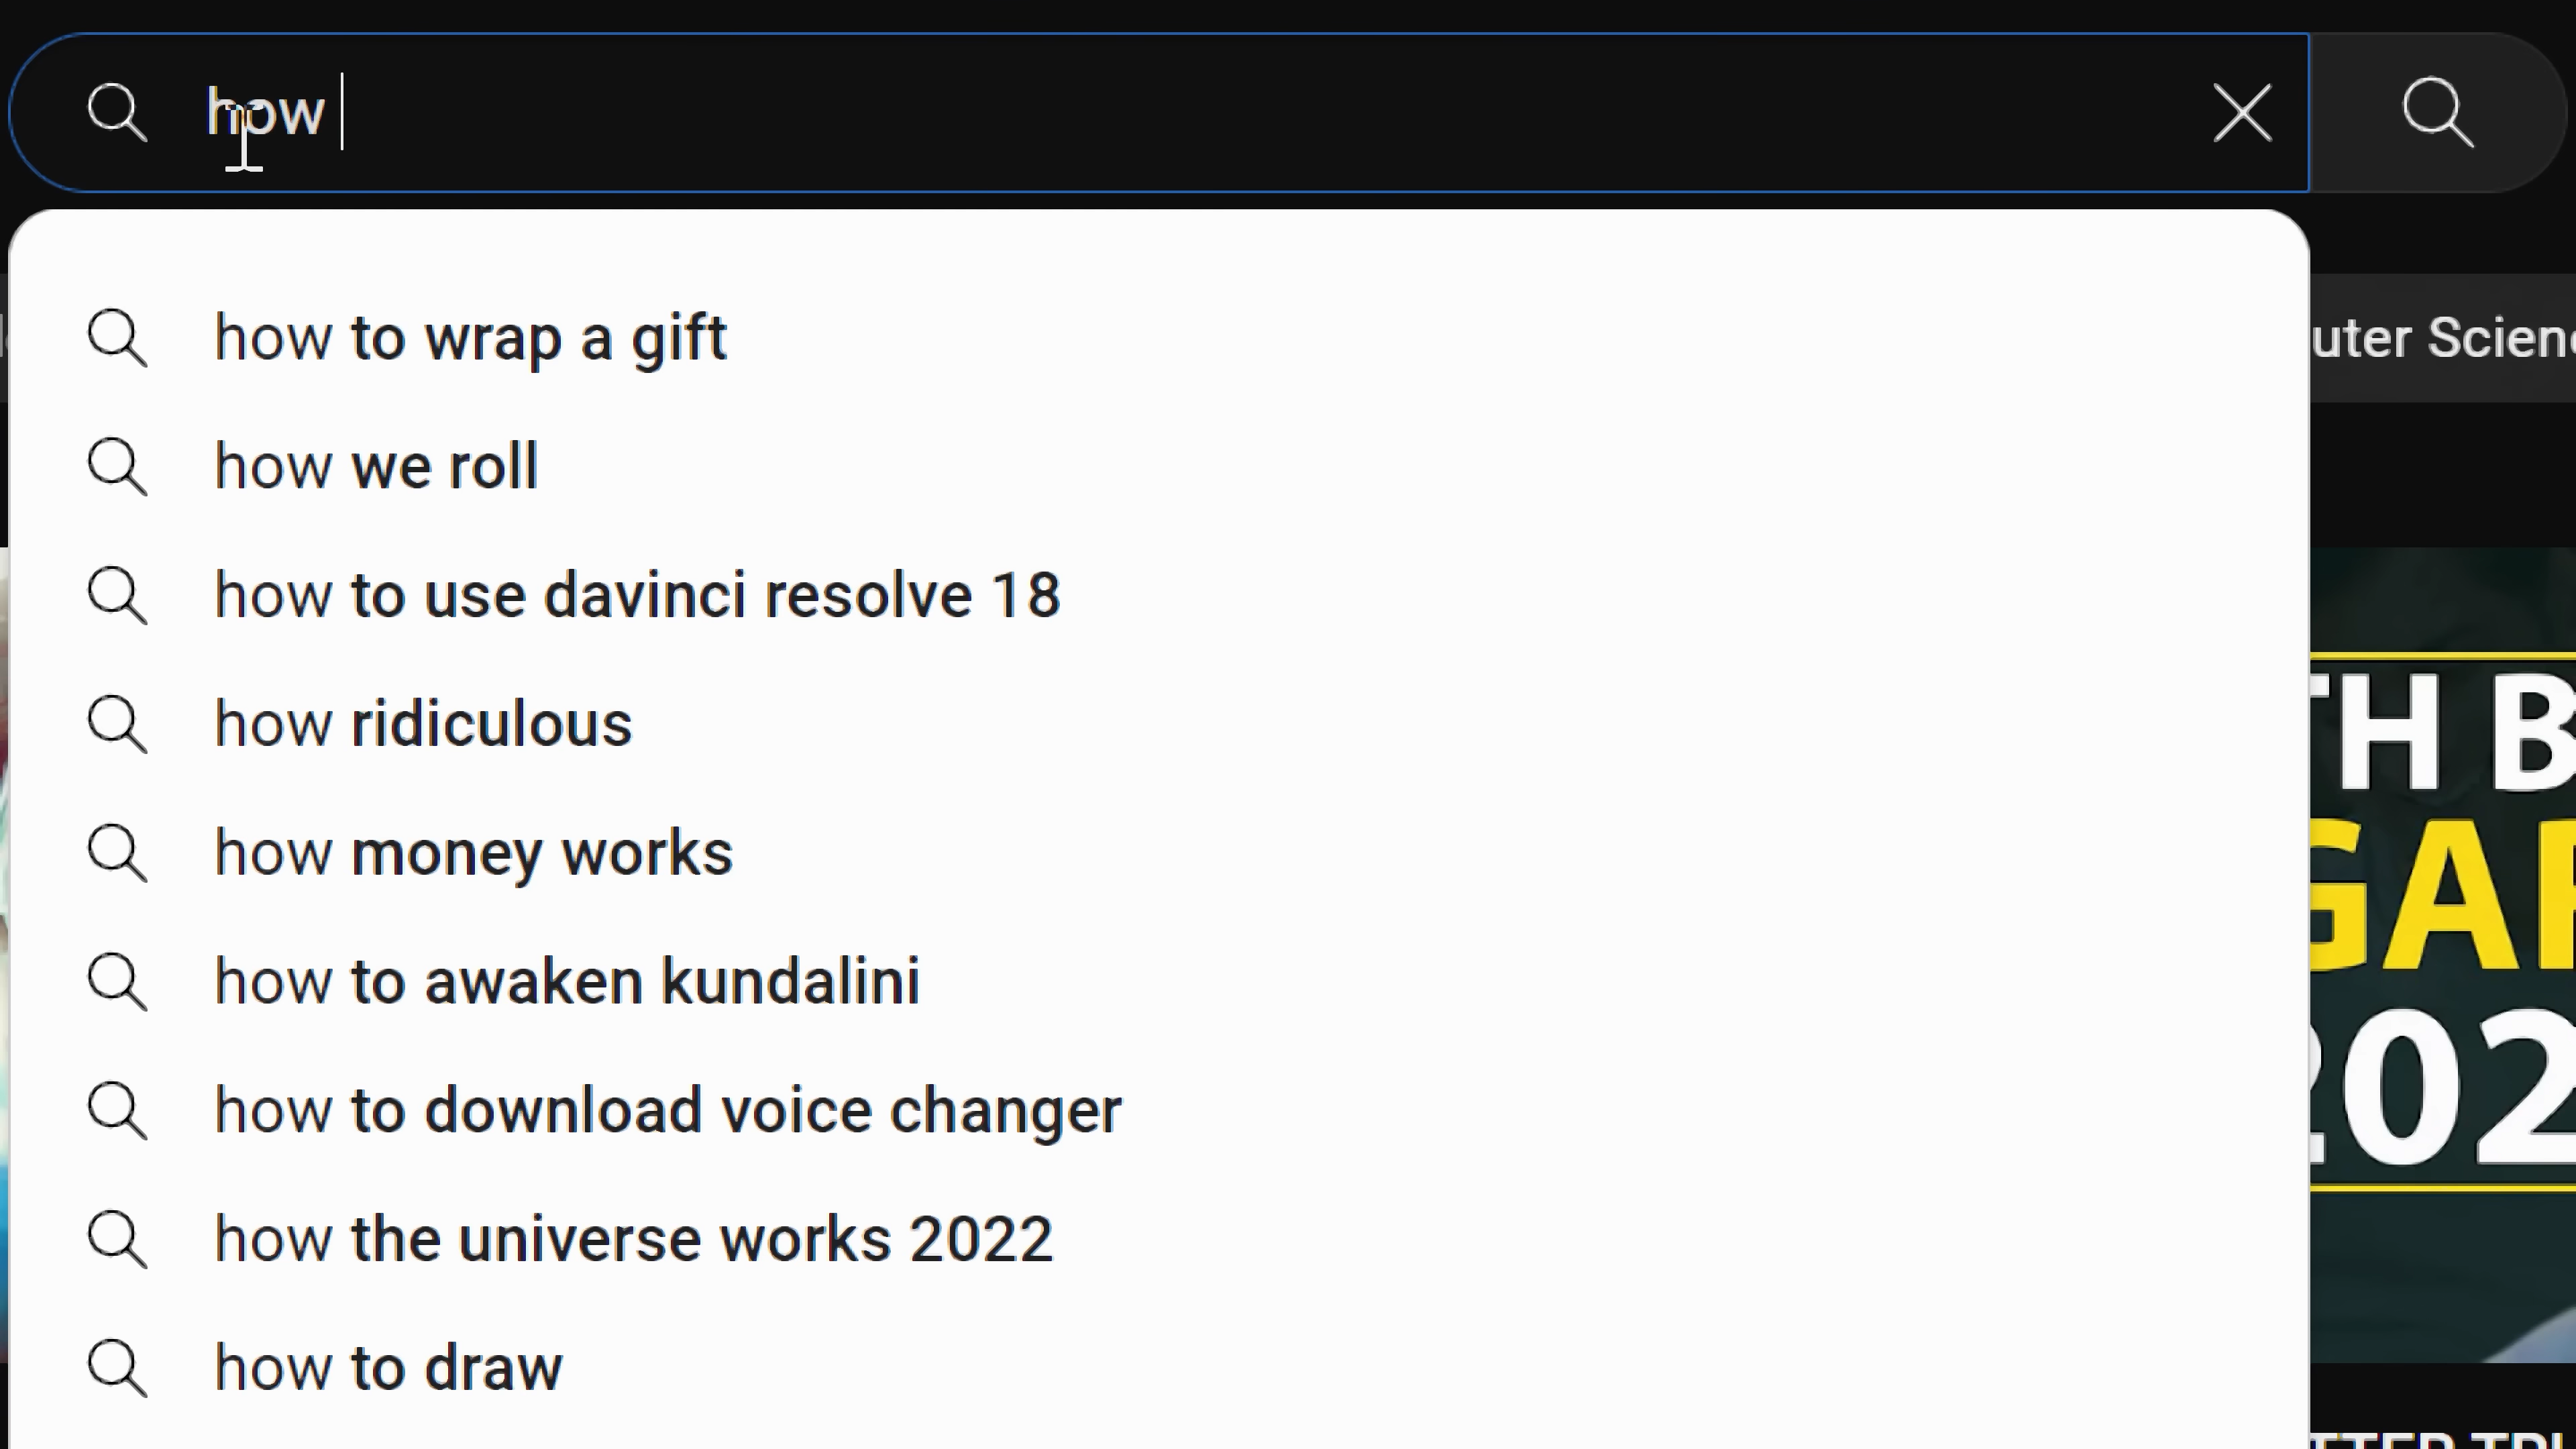 how
how to wrap a gift
uter Scien
how we roll
how to use davinci resolve 18
how ridiculous
TH B
how money works
GAR
how to awaken kundalini
how to download voice changer
202
how the universe works 2022
how to draw